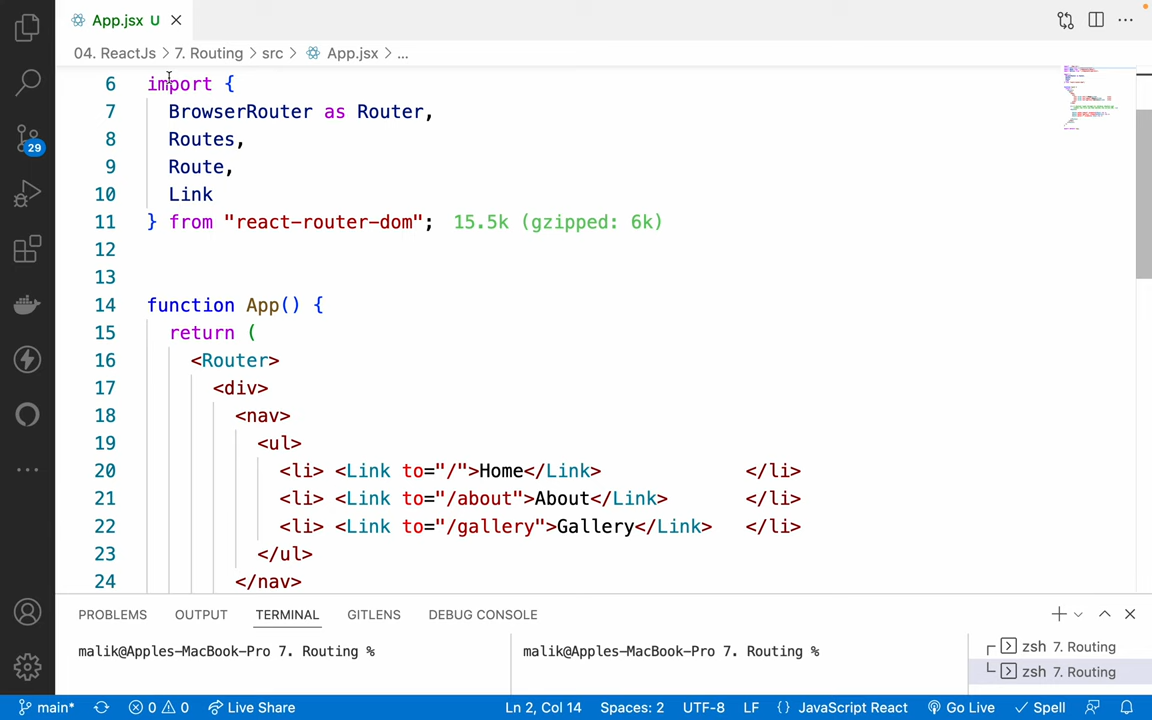 App.jsx U
04. ReactJs > 7. Routing > src > App.jsx > ...
6 import {
7 BrowserRouter as Router,
8 Routes,
9 Route,
10 Link
11 } from "react-router-dom"; 15.5k (gzipped: 6k)
12
13
14 function App() {
15 return (
16 <Router>
17 <div>
18 <nav>
19 <ul>
20 <li> <Link to="/">Home</Link> </li>
21 <li> <Link to="/about">About</Link> </li>
22 <li> <Link to="/gallery">Gallery</Link> </li>
23 </ul>
24 </nav>
29
PROBLEMS OUTPUT TERMINAL GITLENS DEBUG CONSOLE
malik@Apples-MacBook-Pro 7. Routing % malik@Apples-MacBook-Pro 7. Routing %
zsh 7. Routing
zsh 7. Routing
main* 0 0 Live Share Ln 2, Col 14 Spaces: 2 UTF-8 LF {} JavaScript React Go Live Spell